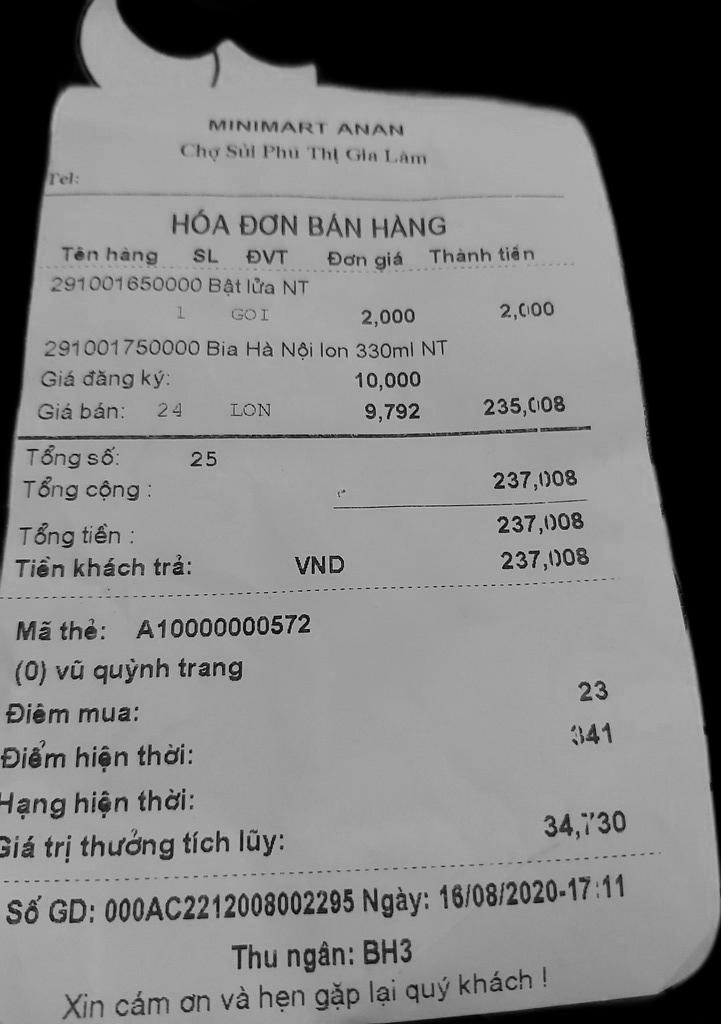 MINIMART ANAN
Chợ Sủi Phú Thị Gia Lâm
Tel:
HÓA ĐƠN BÁN HÀNG
Tên hàng SL ĐVT Đơn giá Thành tiền
291001650000 Bật lửa NT
1 GOI 2,000 2,000
291001750000 Bia Hà Nội lon 330ml NT
Giá đăng ký: 10,000
Giá bán: 24 LON 9,792 235,008
Tổng số: 25
Tổng cộng : 237,008
Tổng tiền : 237,008
Tiền khách trả: VND 237,008
Mã thẻ: A10000000572
(0) vũ quỳnh trang
Điểm mua: 23
Điểm hiện thời: 341
Hạng hiện thời:
Giá trị thưởng tích lũy: 34,730
Số GD: 000AC2212008002295 Ngày: 16/08/2020-17:11
Thu ngân: BH3
Xin cám ơn và hẹn gặp lại quý khách !